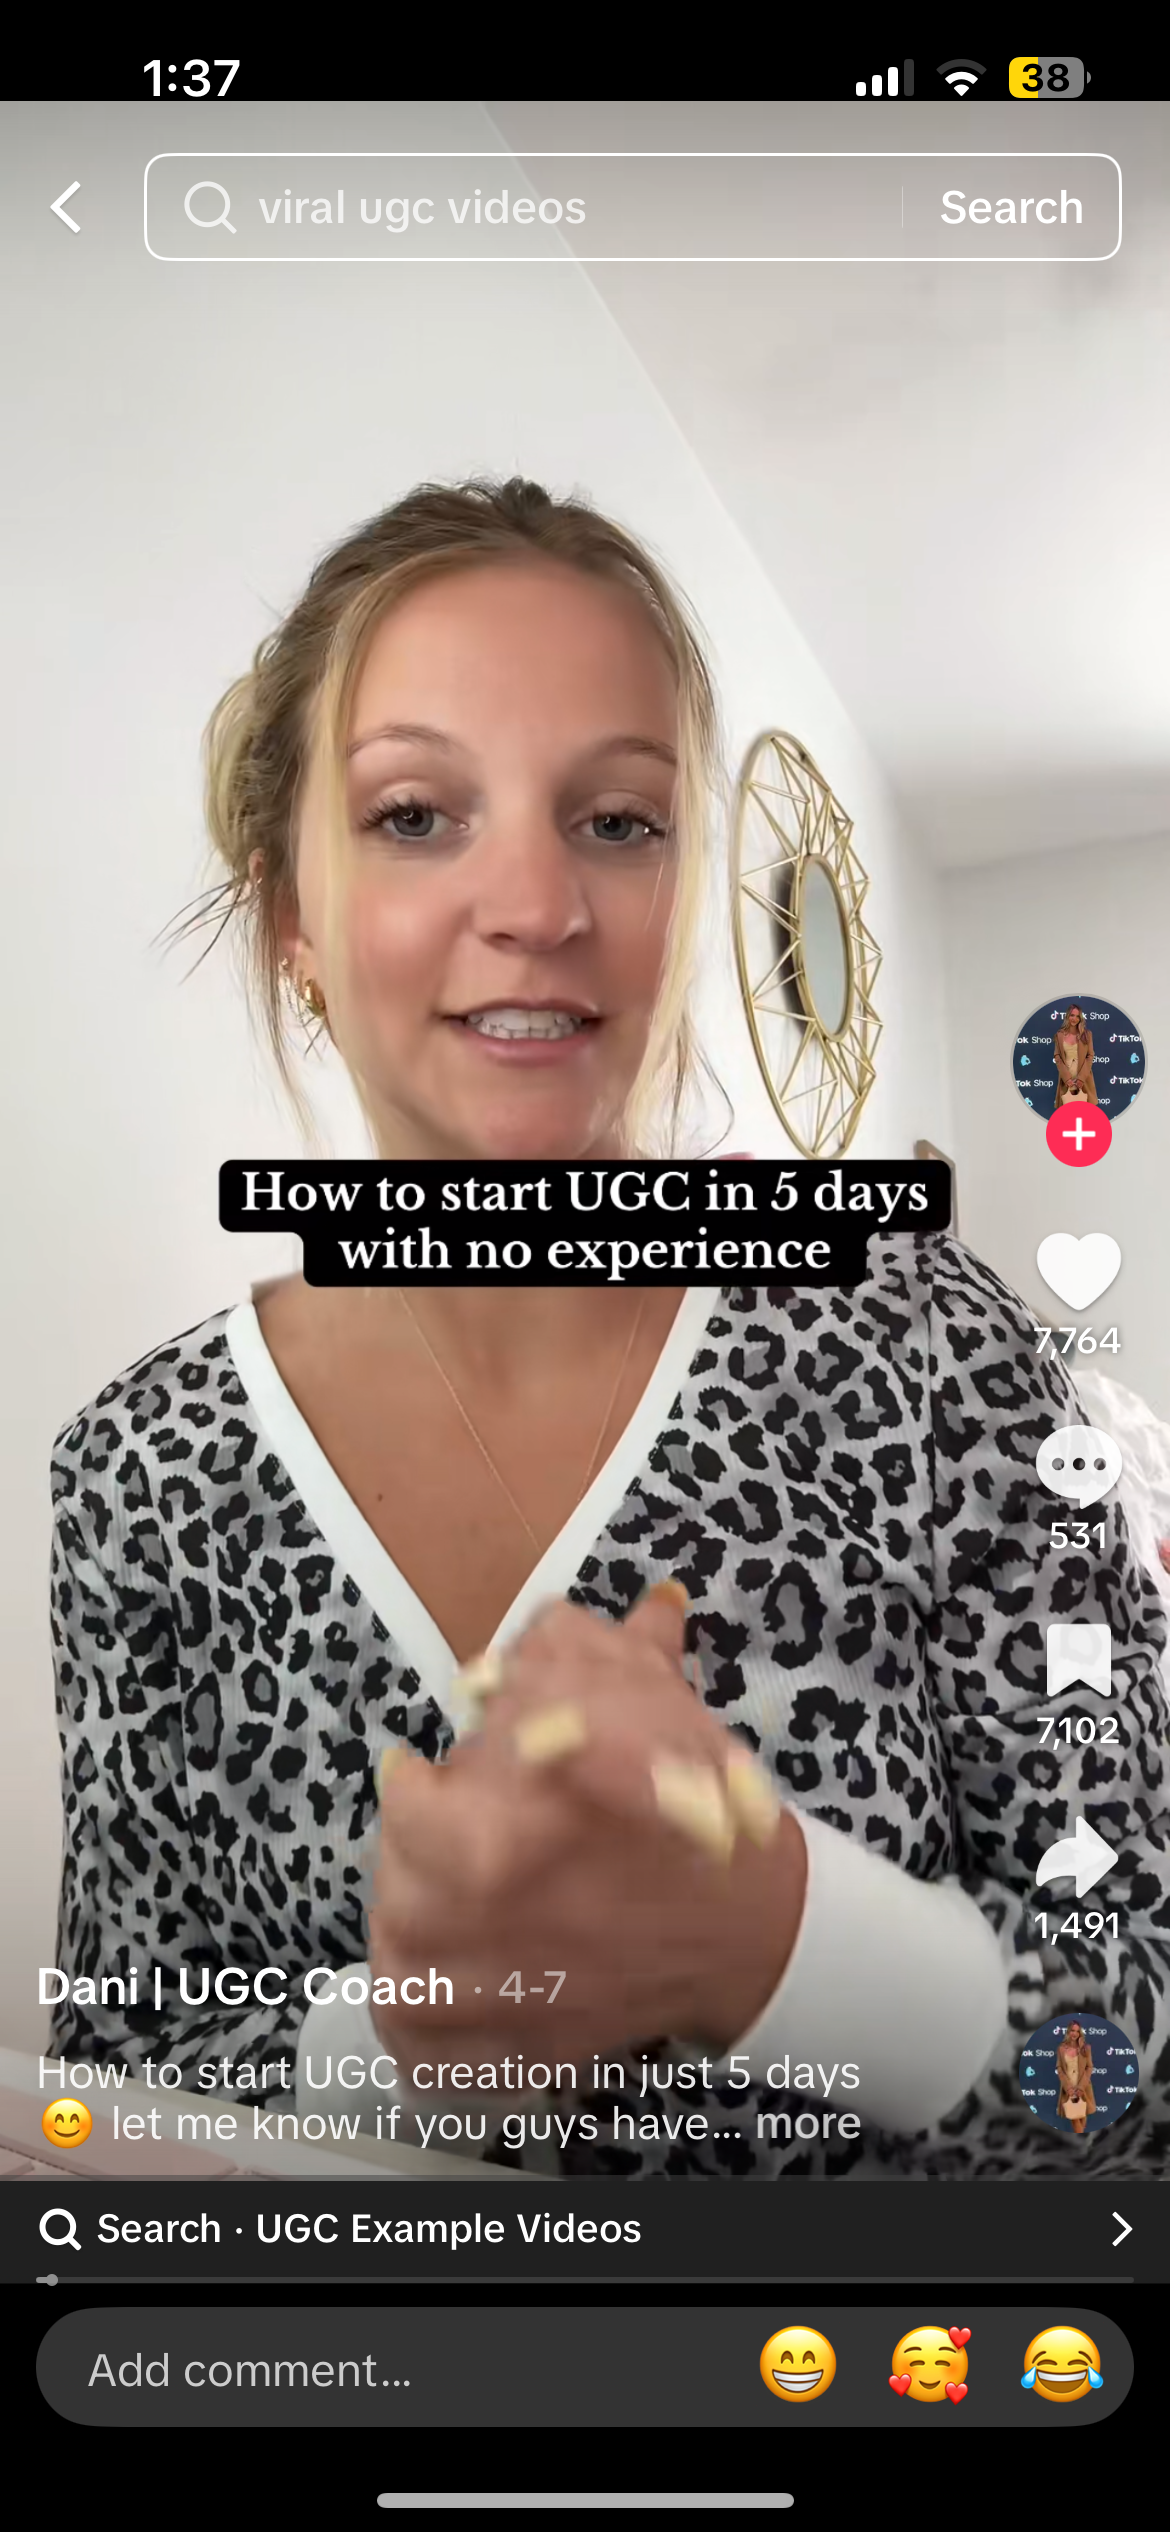 1:37
38
viral ugc videos
Search
How to start UGC in 5 days
with no experience
7,764
531
7,102
1,491
Dani | UGC Coach · 4-7
How to start UGC creation in just 5 days
😊 let me know if you guys have... more
Search · UGC Example Videos
Add comment...